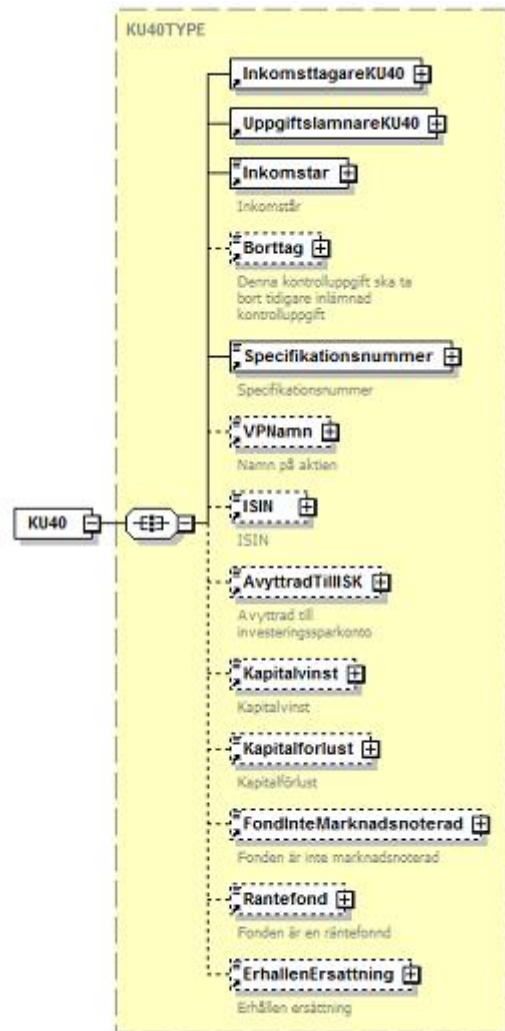 KU40TYPE
InkomsttagareKU40
UppgiftslamnareKU40
Inkomstar
Inkomstår
Borttag
Denna kontrolluppgift ska ta
bort tidigare inlämnad
kontrolluppgift
Specifikationsnummer
Specifikationsnummer
VPNamn
Namn på aktien
KU40
ISIN
ISIN
AvyttradTillISK
Avyttrad till
investeringssparkonto
Kapitalvinst
Kapitalvinst
Kapitalforlust
Kapitalförlust
FondInteMarknadsnoterad
Fonden är inte marknadsnoterad
Rantefond
Fonden är en räntefonnd
ErhallenErsattning
Erhållen ersättning